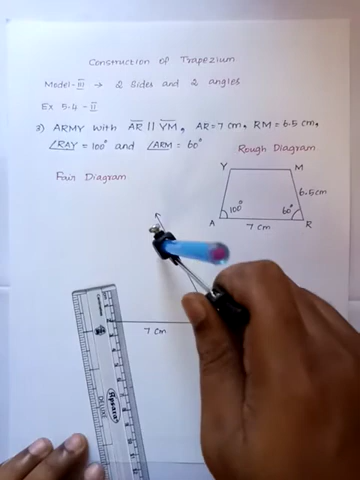 Construction of Trapezium
Model-III → 2 Sides and 2 angles
Ex 5.4 - II
3) ARMY with AR || YM, AR = 7 cm, RM = 6.5 cm,
∠RAY = 100° and ∠ARM = 60°
Rough Diagram
Fair Diagram
Y M
6.5cm
100° 60°
A 7 cm R
7 cm
Apsara
DELUXE